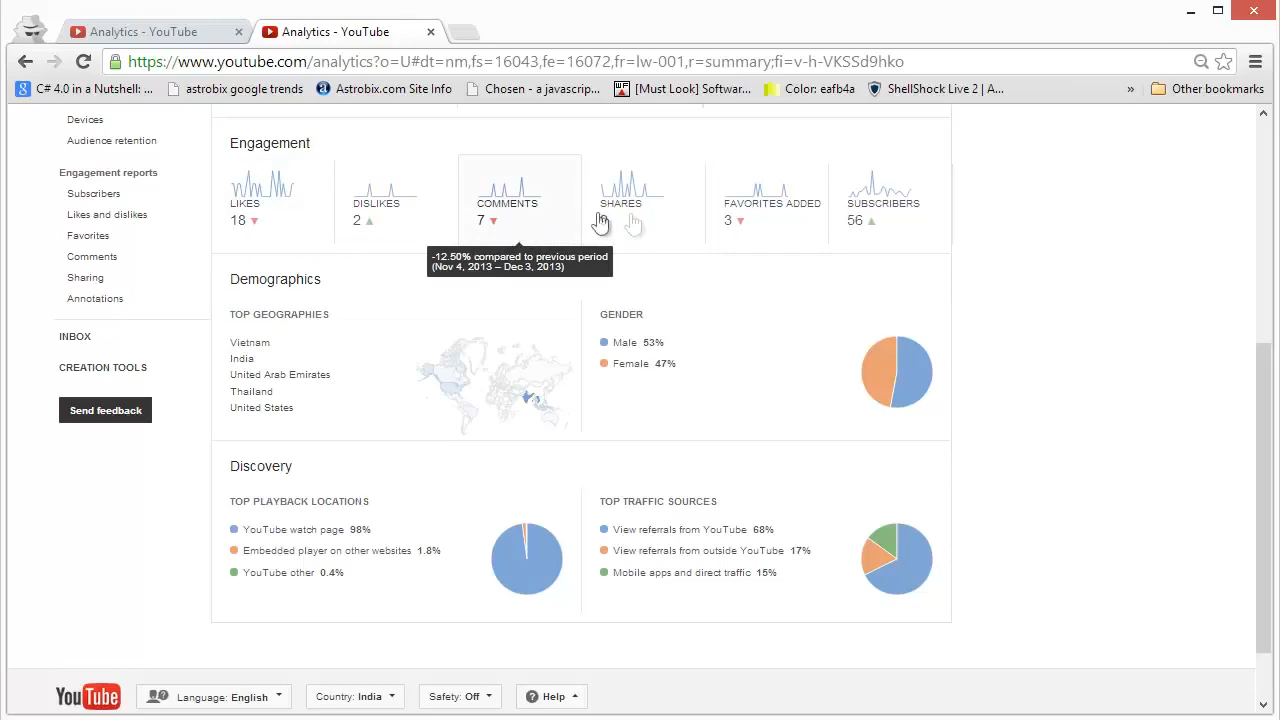 Analytics - YouTube
Analytics - YouTube
https://www.youtube.com/analytics?o=U#dt=nm,fs=16043,fe=16072,fr=lw-001,r=summary;fi=v-h-VKSSd9hko
C# 4.0 in a Nutshell: ...
astrobix google trends
Astrobix.com Site Info
Chosen - a javascrip...
[Must Look] Softwar...
Color: eafb4a
ShellShock Live 2 | A...
»
Other bookmarks
Devices
Audience retention
Engagement reports
Subscribers
Likes and dislikes
Favorites
Comments
Sharing
Annotations
INBOX
CREATION TOOLS
Send feedback
Engagement
LIKES
18
DISLIKES
2
COMMENTS
7
SHARES
FAVORITES ADDED
3
SUBSCRIBERS
56
-12.50% compared to previous period
(Nov 4, 2013 – Dec 3, 2013)
Demographics
TOP GEOGRAPHIES
Vietnam
India
United Arab Emirates
Thailand
United States
GENDER
Male 53%
Female 47%
Discovery
TOP PLAYBACK LOCATIONS
YouTube watch page 98%
Embedded player on other websites 1.8%
YouTube other 0.4%
TOP TRAFFIC SOURCES
View referrals from YouTube 68%
View referrals from outside YouTube 17%
Mobile apps and direct traffic 15%
YouTube
Language: English
Country: India
Safety: Off
Help